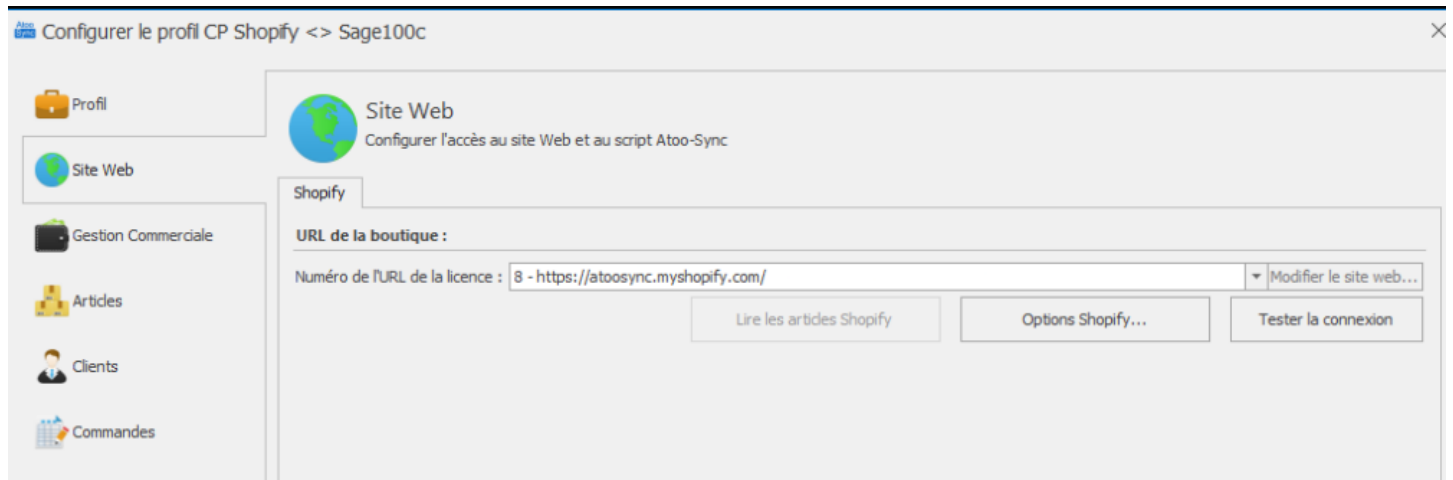 Atoo Sync Configurer le profil CP Shopify <> Sage100c
Profil
Site Web
Gestion Commerciale
Articles
Clients
Commandes
Site Web
Configurer l'accès au site Web et au script Atoo-Sync
Shopify
URL de la boutique :
Numéro de l'URL de la licence : 8 - https://atoosync.myshopify.com/ Modifier le site web...
Lire les articles Shopify Options Shopify... Tester la connexion